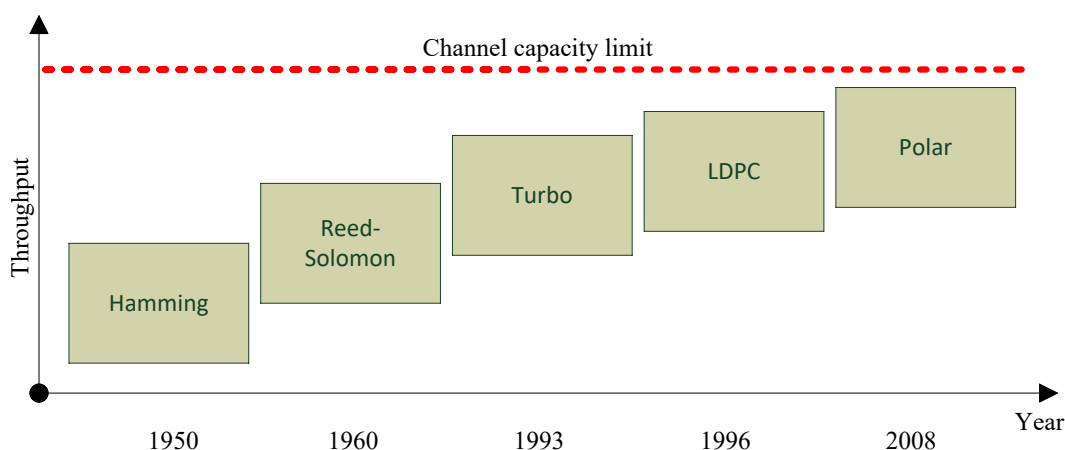 Channel capacity limit
Throughput
Hamming
Reed-
Solomon
Turbo
LDPC
Polar
Year
1950
1960
1993
1996
2008